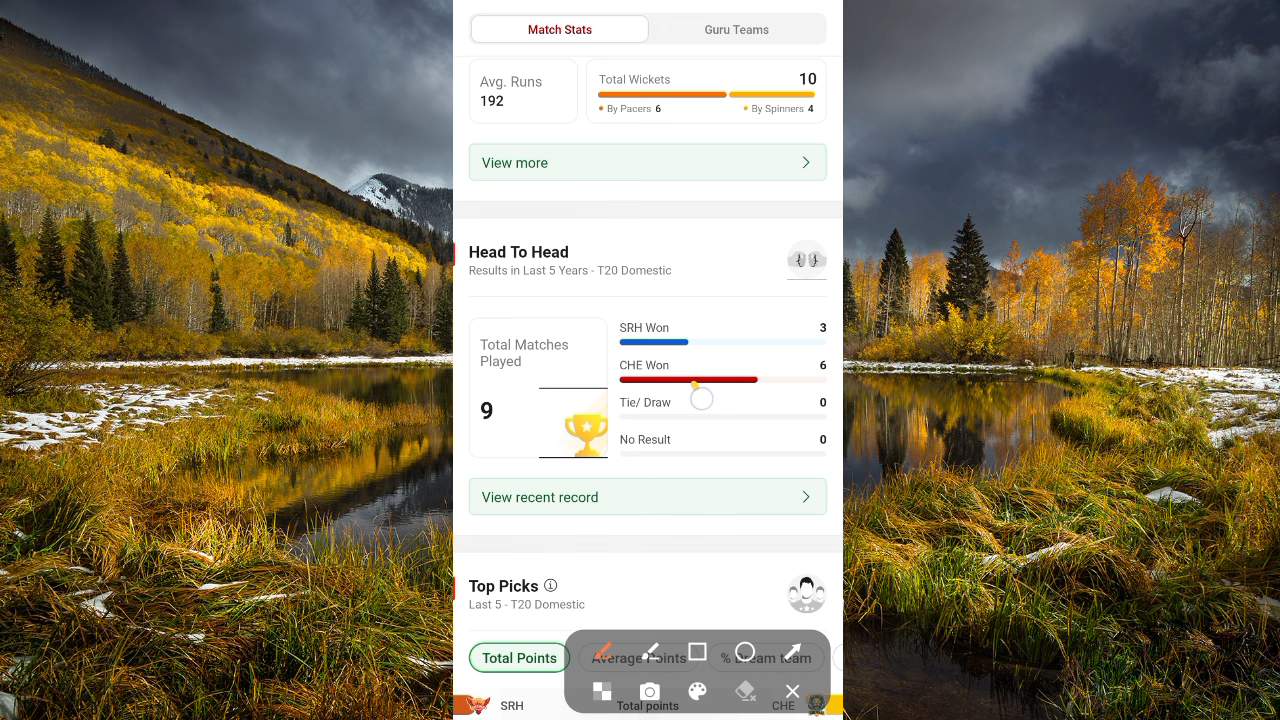 Match Stats
Guru Teams
Avg. Runs
192
Total Wickets
10
By Pacers 6
By Spinners 4
View more
Head To Head
Results in Last 5 Years - T20 Domestic
Total Matches
Played
9
SRH Won
3
CHE Won
6
Tie/ Draw
0
No Result
0
View recent record
Top Picks
Last 5 - T20 Domestic
Total Points
Average Points
% Dream team
SRH
Total points
CHE